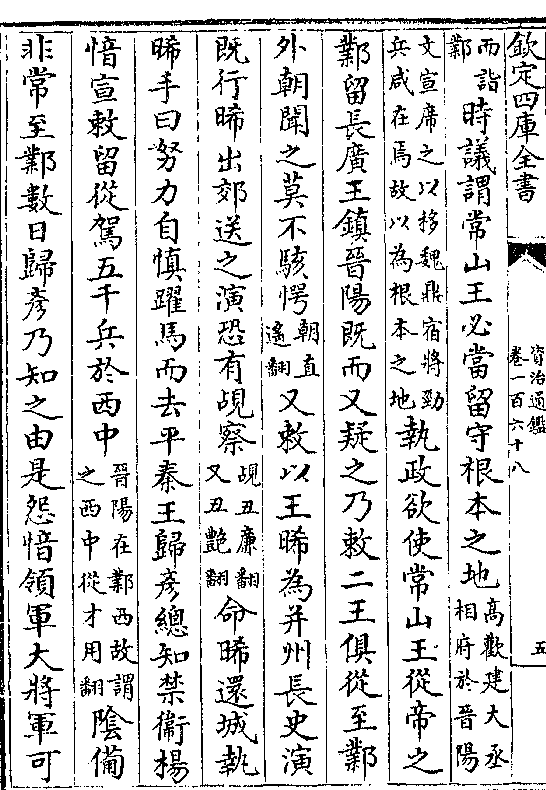 欽定四庫全書
資治通鑑
卷一百六十八
五
而詣鄴時議謂常山王必當留守根本之地高歡建大丞相府於晉陽
文宣席之以移魏鼎宿將勁兵咸在焉故以為根本之地執政欲使常山王從帝之
鄴留長廣王鎮晉陽既而又疑之乃敕二王俱從至鄴
外朝聞之莫不駭愕朝直遙翻又敕以王晞為并州長史演
既行晞出郊送之演恐有覘察覘丑亷翻又丑艷翻命晞還城執
晞手曰努力自慎躍馬而去平秦王歸彥總知禁衞楊
愔宣敕留從駕五千兵於西中晉陽在鄴西故謂之西中從才用翻隂備
非常至鄴數日歸彥乃知之由是怨愔領軍大將軍可